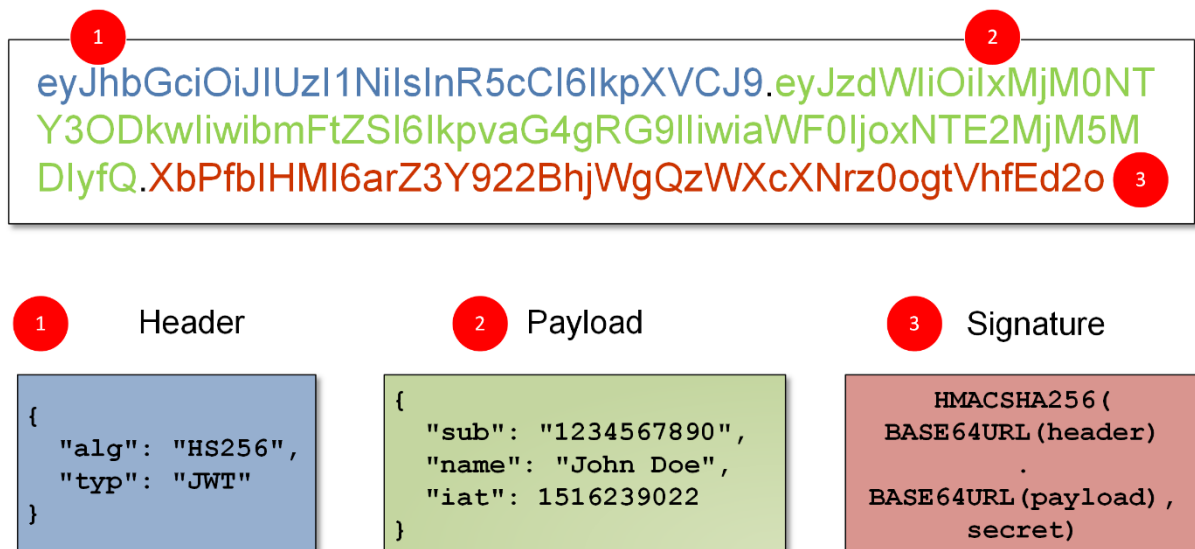 1
2
eyJhbGciOiJIUzI1NiIsInR5cCI6IkpXVCJ9.eyJzdWIiOiIxMjM0NT
Y3ODkwIiwibmFtZSI6IkpvaG4gRG9lIiwiaWF0IjoxNTE2MjM5M
DIyfQ.XbPfbIHMI6arZ3Y922BhjWgQzWXcXNrz0ogtVhfEd2o
3
1 Header
2 Payload
3 Signature
{
"alg": "HS256",
"typ": "JWT"
}
{
"sub": "1234567890",
"name": "John Doe",
"iat": 1516239022
}
HMACSHA256(
BASE64URL(header)
.
BASE64URL(payload),
secret)